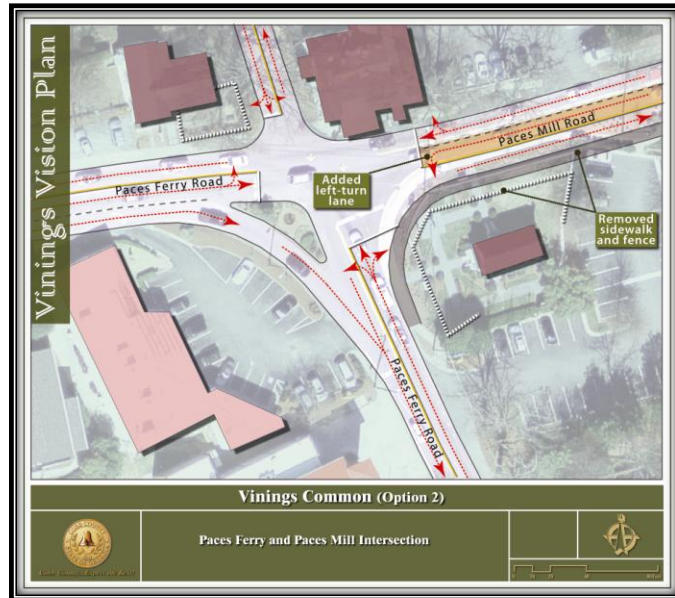 Vinings Vision Plan
Paces Mill Road
Added
left-turn
lane
Paces Ferry Road
Removed
sidewalk
and fence
Paces Ferry Road
Vinings Common (Option 2)
Paces Ferry and Paces Mill Intersection